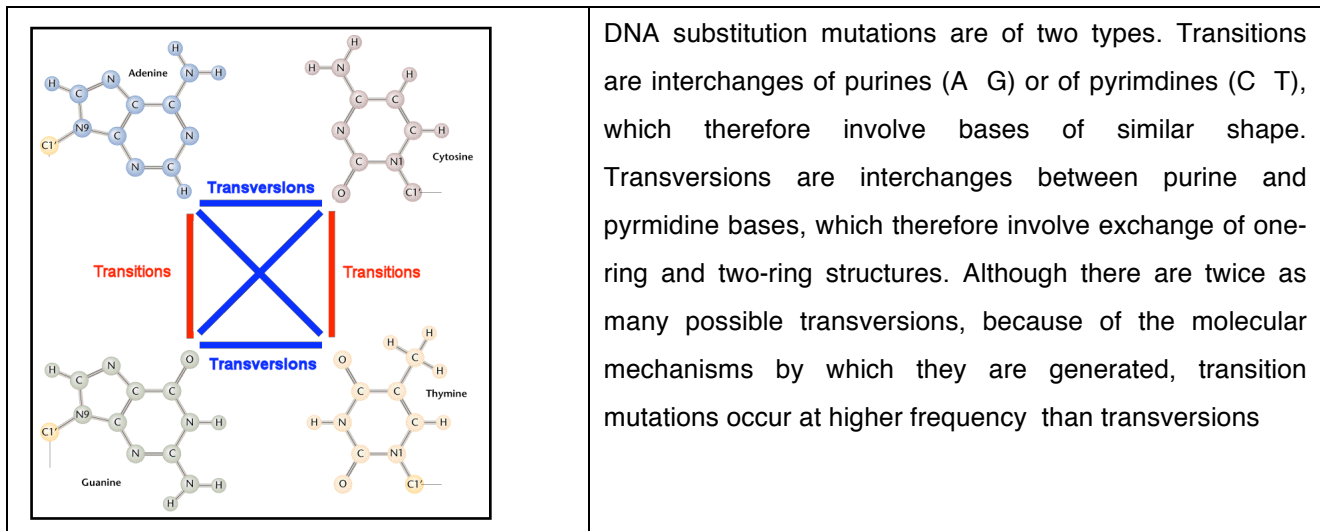 H
H
N
H
Adenine
H
C
N
C
C
N9
C
N
C1'
N
C
H
H
N
H
H
C
C
N
C
H
C
N1
Cytosine
O
C1'
Transversions
Transitions
Transitions
Transversions
H
C
N
O
C
C
N9
C
N
H
C1'
N
C
Guanine
N
H
H
H
H
C
H
O
C
C
Thymine
H
N
C
H
C
N1
O
C1'
DNA substitution mutations are of two types. Transitions
are interchanges of purines (A G) or of pyrimdines (C T),
which therefore involve bases of similar shape.
Transversions are interchanges between purine and
pyrmidine bases, which therefore involve exchange of one-
ring and two-ring structures. Although there are twice as
many possible transversions, because of the molecular
mechanisms by which they are generated, transition
mutations occur at higher frequency than transversions